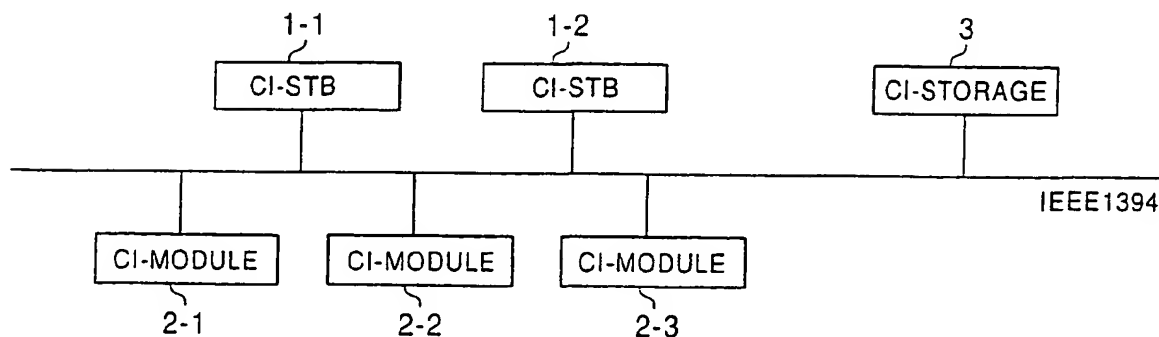 1-1 1-2 3
CI-STB CI-STB CI-STORAGE
IEEE1394
CI-MODULE CI-MODULE CI-MODULE
2-1 2-2 2-3